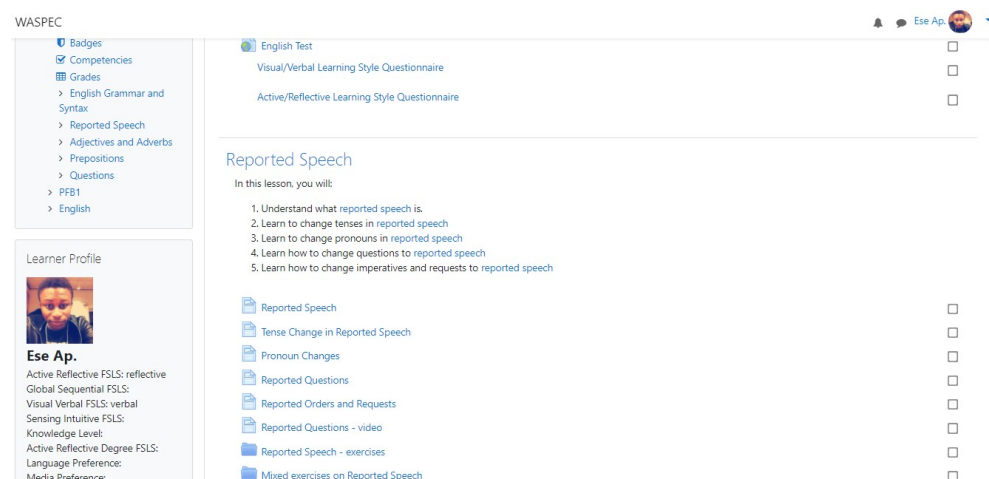 WASPEC
Ese Ap.
Badges
Competencies
Grades
> English Grammar and
Syntax
> Reported Speech
> Adjectives and Adverbs
> Prepositions
> Questions
> PFB1
> English
Learner Profile
Ese Ap.
Active Reflective FSLS: reflective
Global Sequential FSLS:
Visual Verbal FSLS: verbal
Sensing Intuitive FSLS:
Knowledge Level:
Active Reflective Degree FSLS:
Language Preference:
Media Preference:
English Test
Visual/Verbal Learning Style Questionnaire
Active/Reflective Learning Style Questionnaire
Reported Speech
In this lesson, you will:
1. Understand what reported speech is.
2. Learn to change tenses in reported speech
3. Learn to change pronouns in reported speech
4. Learn how to change questions to reported speech
5. Learn how to change imperatives and requests to reported speech
Reported Speech
Tense Change in Reported Speech
Pronoun Changes
Reported Questions
Reported Orders and Requests
Reported Questions - video
Reported Speech - exercises
Mixed exercises on Reported Speech